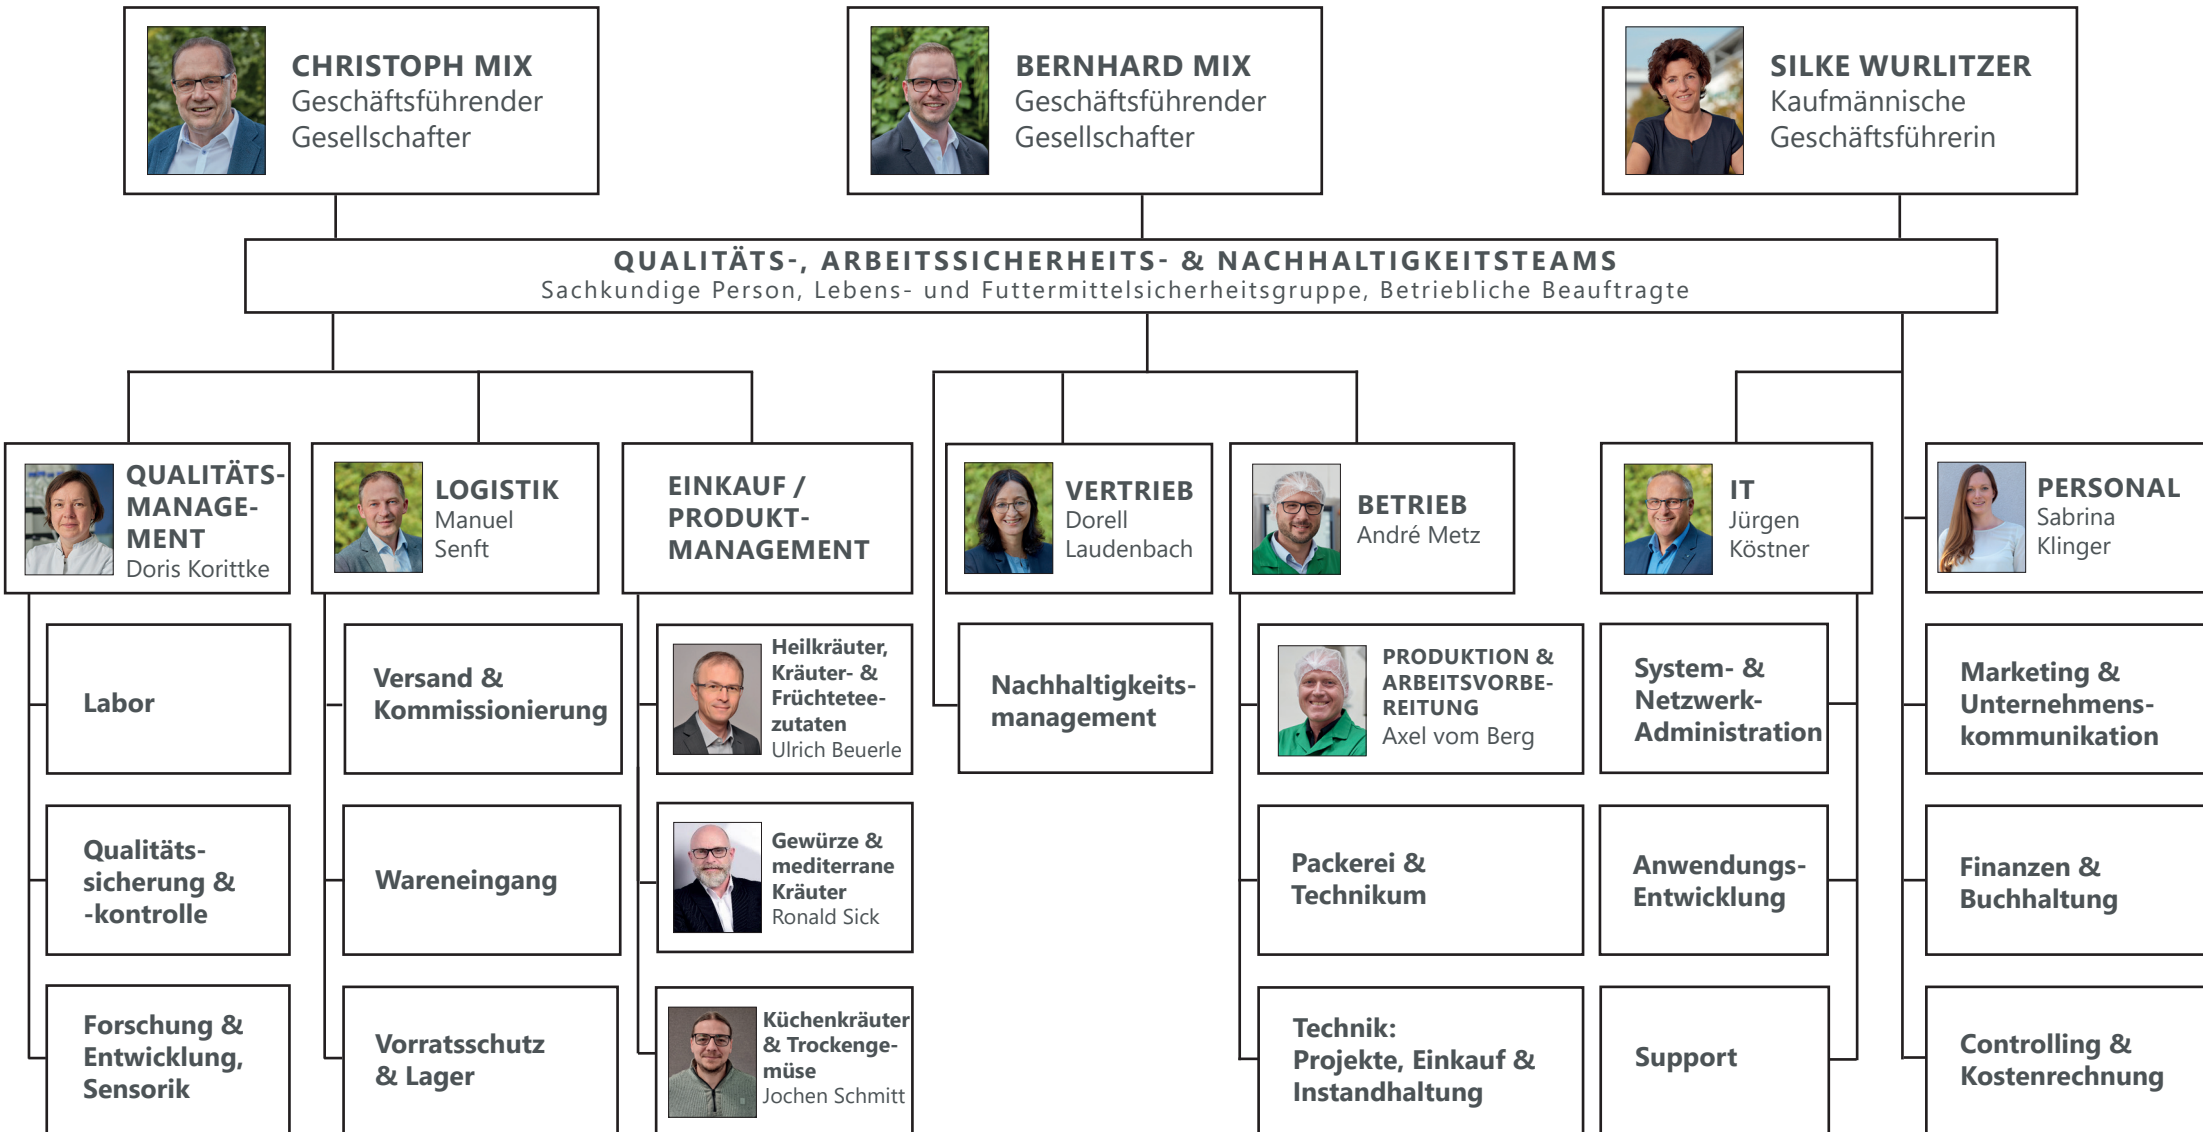 CHRISTOPH MIX
Geschäftsführender
Gesellschafter
BERNHARD MIX
Geschäftsführender
Gesellschafter
SILKE WURLITZER
Kaufmännische
Geschäftsführerin
QUALITÄTS-, ARBEITSSICHERHEITS- & NACHHALTIGKEITSTEAMS
Sachkundige Person, Lebens- und Futtermittelsicherheitsgruppe, Betriebliche Beauftragte
QUALITÄTS-
MANAGE-
MENT
Doris Korittke
LOGISTIK
Manuel
Senft
EINKAUF /
PRODUKT-
MANAGEMENT
VERTRIEB
Dorell
Laudenbach
BETRIEB
André Metz
IT
Jürgen
Köstner
PERSONAL
Sabrina
Klinger
Labor
Versand &
Kommissionierung
Heilkräuter,
Kräuter- &
Früchtetee-
zutaten
Ulrich Beuerle
Nachhaltigkeits-
management
PRODUKTION &
ARBEITSVORBE-
REITUNG
Axel vom Berg
System- &
Netzwerk-
Administration
Marketing &
Unternehmens-
kommunikation
Qualitäts-
sicherung &
-kontrolle
Wareneingang
Gewürze &
mediterrane
Kräuter
Ronald Sick
Packerei &
Technikum
Anwendungs-
Entwicklung
Finanzen &
Buchhaltung
Forschung &
Entwicklung,
Sensorik
Vorratsschutz
& Lager
Küchenkräuter
& Trockenge-
müse
Jochen Schmitt
Technik:
Projekte, Einkauf &
Instandhaltung
Support
Controlling &
Kostenrechnung